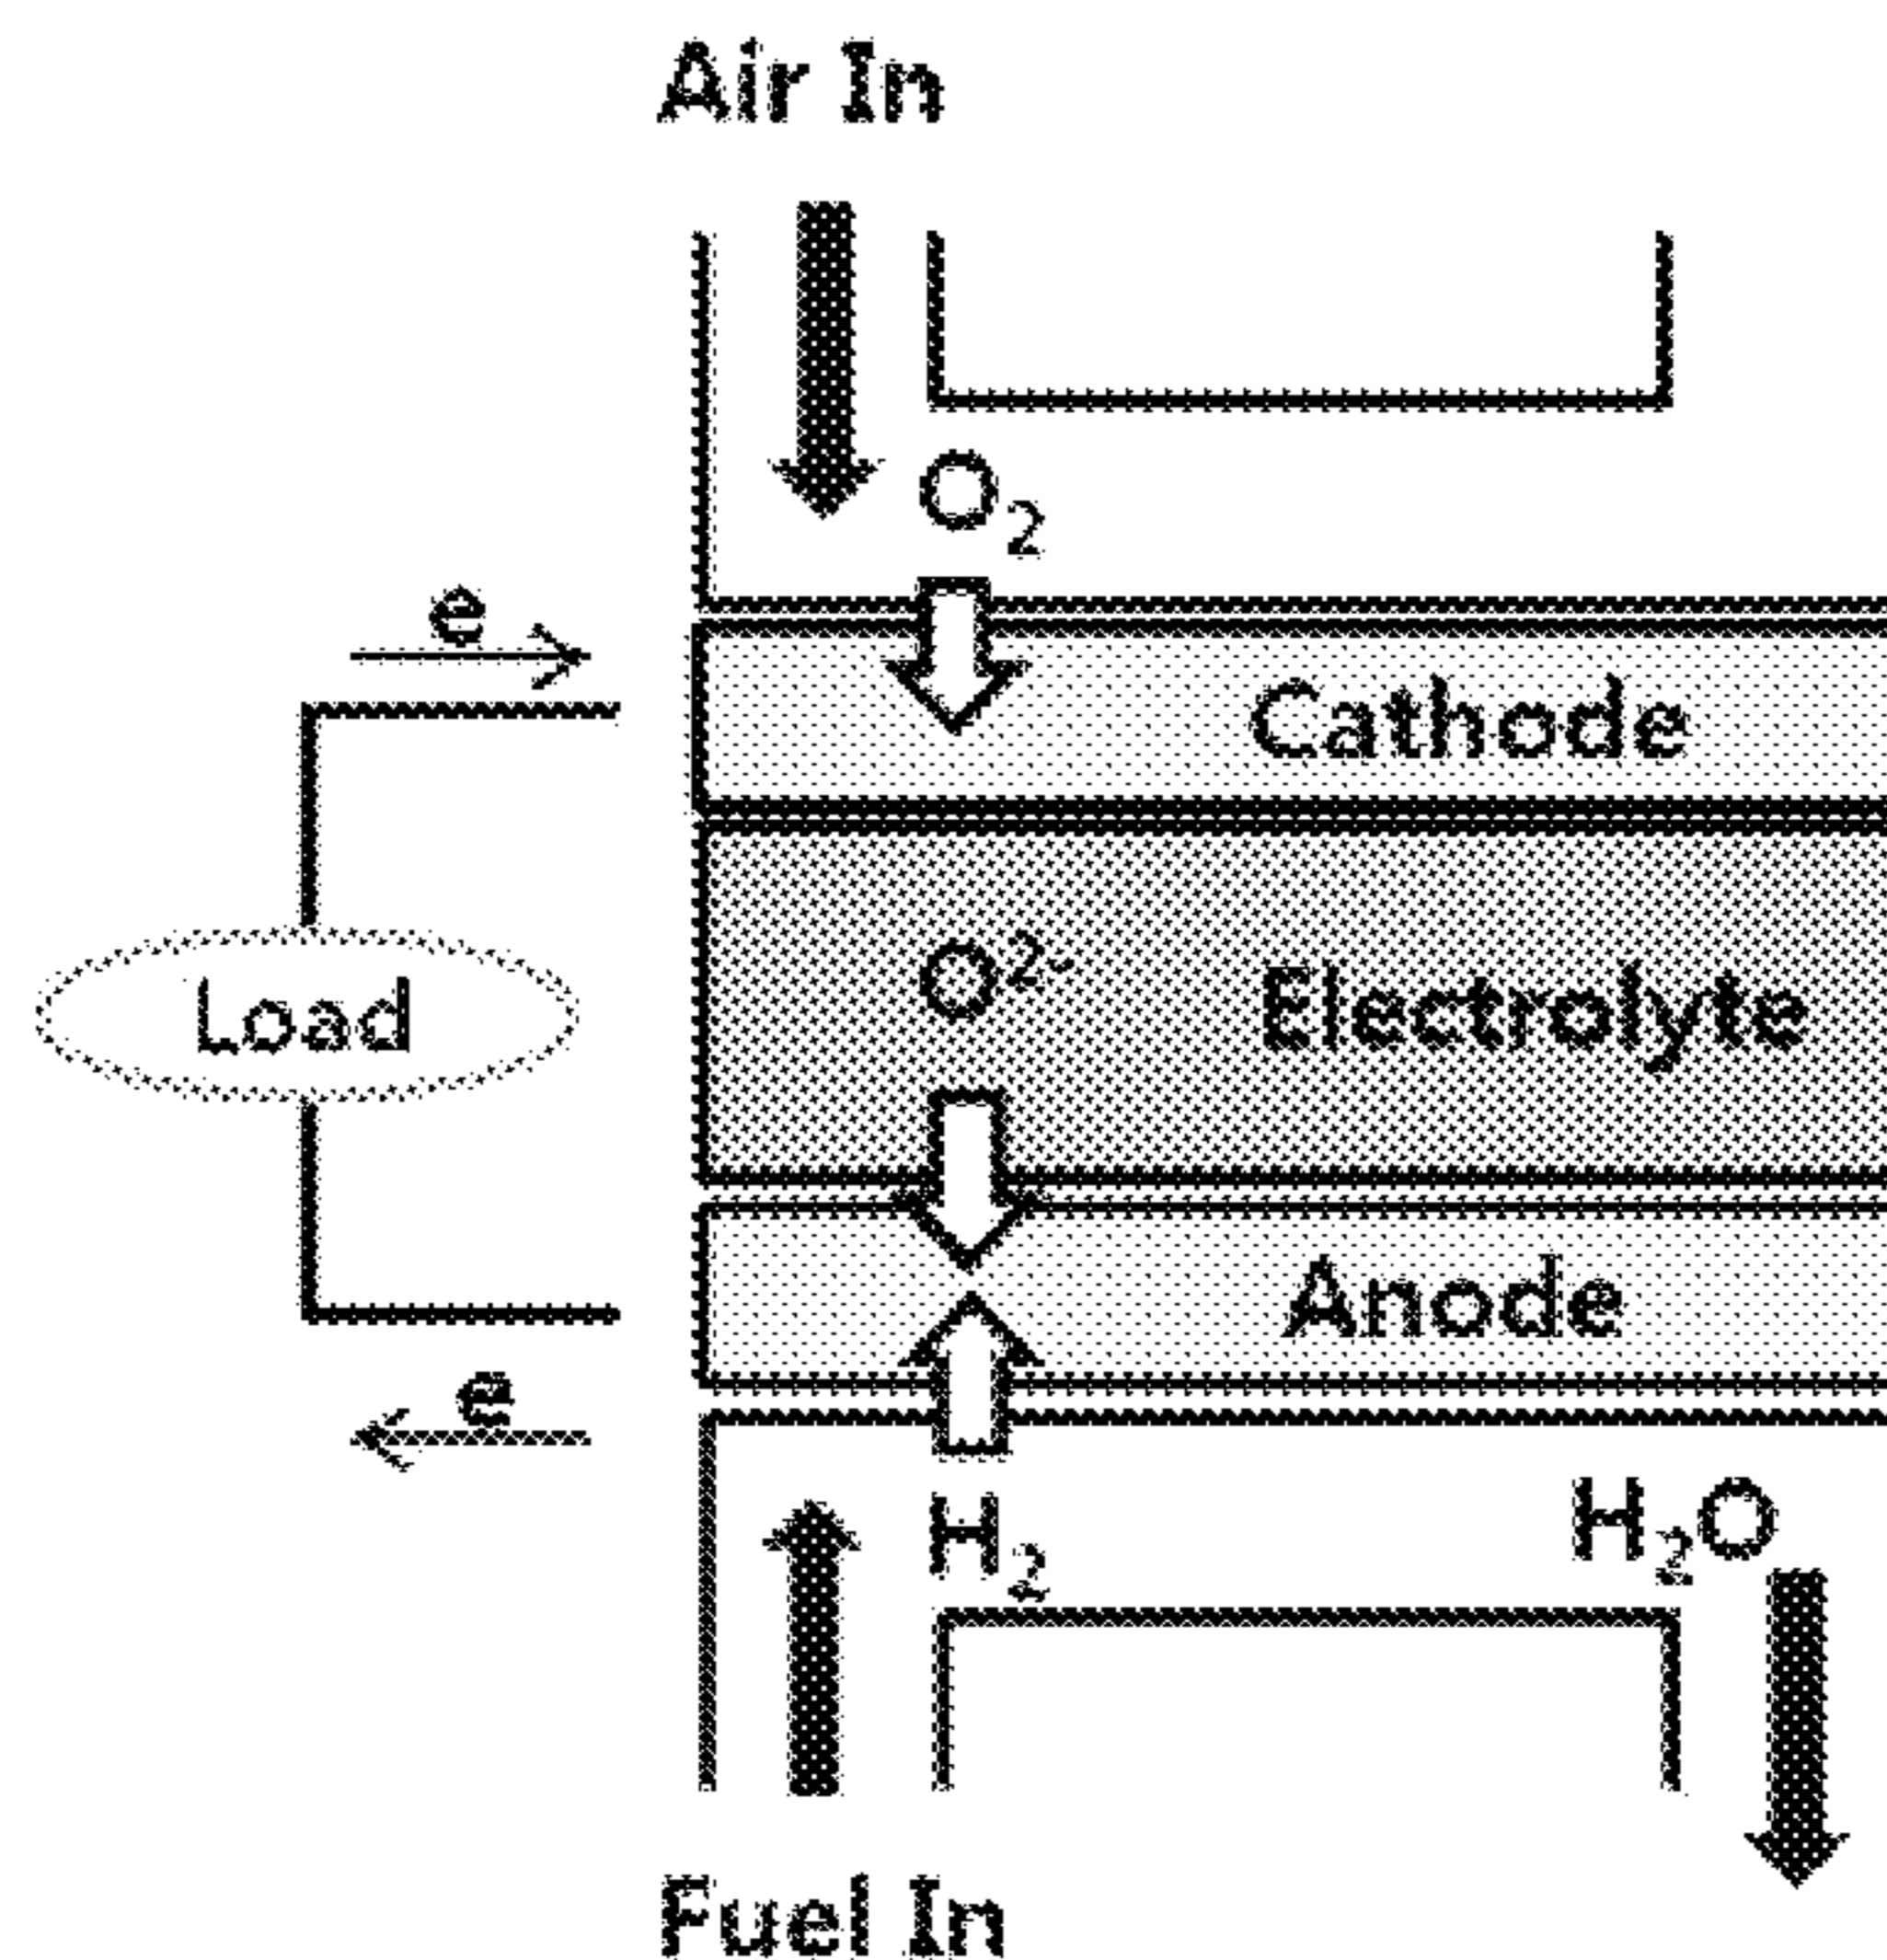 Air In
O₂
e
Cathode
O²⁻
Electrolyte
Load
Anode
e
H₂
H₂O
Fuel In